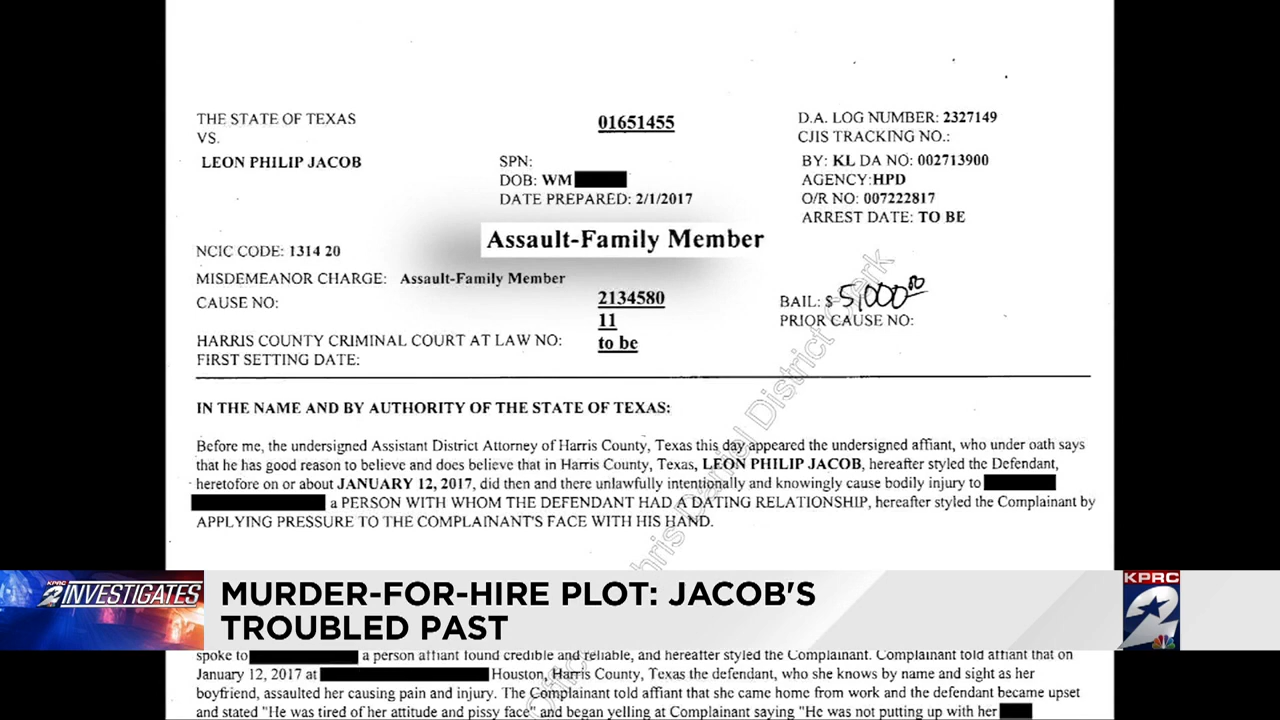 THE STATE OF TEXAS
VS.
LEON PHILIP JACOB
01651455
SPN:
DOB: WM
DATE PREPARED: 2/1/2017
D.A. LOG NUMBER: 2327149
CJIS TRACKING NO.:
BY: KL DA NO: 002713900
AGENCY:HPD
O/R NO: 007222817
ARREST DATE: TO BE
Assault-Family Member
NCIC CODE: 1314 20
MISDEMEANOR CHARGE: Assault-Family Member
CAUSE NO: 2134580
11
HARRIS COUNTY CRIMINAL COURT AT LAW NO: to be
FIRST SETTING DATE:
BAIL: $ 5,000.00
PRIOR CAUSE NO:
IN THE NAME AND BY AUTHORITY OF THE STATE OF TEXAS:
Before me, the undersigned Assistant District Attorney of Harris County, Texas this day appeared the undersigned affiant, who under oath says
that he has good reason to believe and does believe that in Harris County, Texas, LEON PHILIP JACOB, hereafter styled the Defendant,
heretofore on or about JANUARY 12, 2017, did then and there unlawfully intentionally and knowingly cause bodily injury to
a PERSON WITH WHOM THE DEFENDANT HAD A DATING RELATIONSHIP, hereafter styled the Complainant by
APPLYING PRESSURE TO THE COMPLAINANT'S FACE WITH HIS HAND.
Chris Daniel District Clerk
KPRC
2 INVESTIGATES
MURDER-FOR-HIRE PLOT: JACOB'S
TROUBLED PAST
KPRC
2
spoke to a person affiant found credible and reliable, and hereafter styled the Complainant. Complainant told affiant that on
January 12, 2017 at Houston, Harris County, Texas the defendant, who she knows by name and sight as her
boyfriend, assaulted her causing pain and injury. The Complainant told affiant that she came home from work and the defendant became upset
and stated "He was tired of her attitude and pissy face" and began yelling at Complainant saying "He was not putting up with her